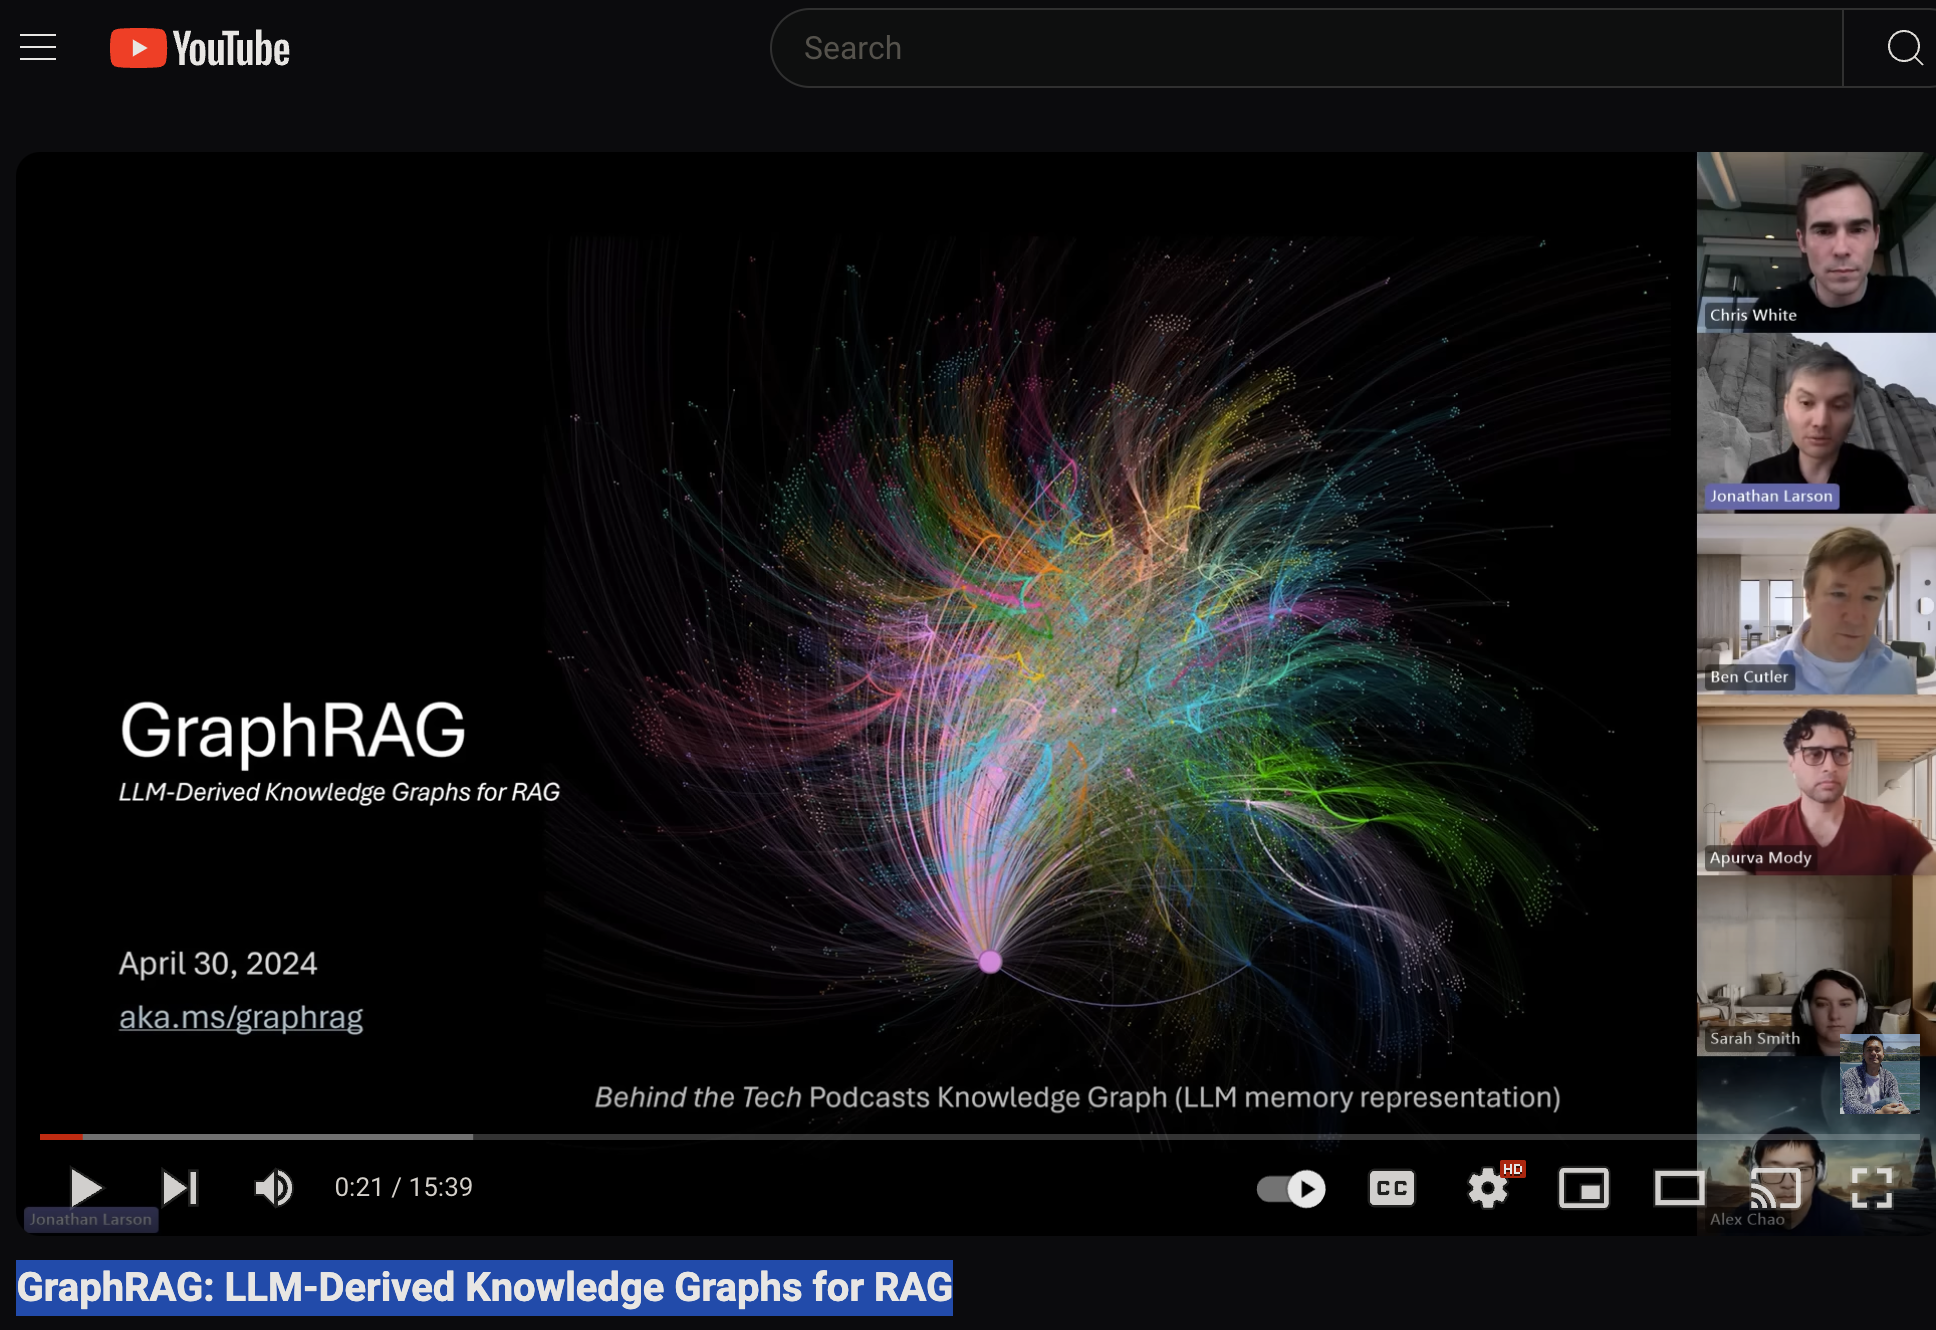 YouTube
Search
Chris White
Jonathan Larson
Ben Cutler
Apurva Mody
Sarah Smith
Alex Chao
GraphRAG
LLM-Derived Knowledge Graphs for RAG
April 30, 2024
aka.ms/graphrag
Behind the Tech Podcasts Knowledge Graph (LLM memory representation)
0:21 / 15:39
CC
HD
Jonathan Larson
GraphRAG: LLM-Derived Knowledge Graphs for RAG